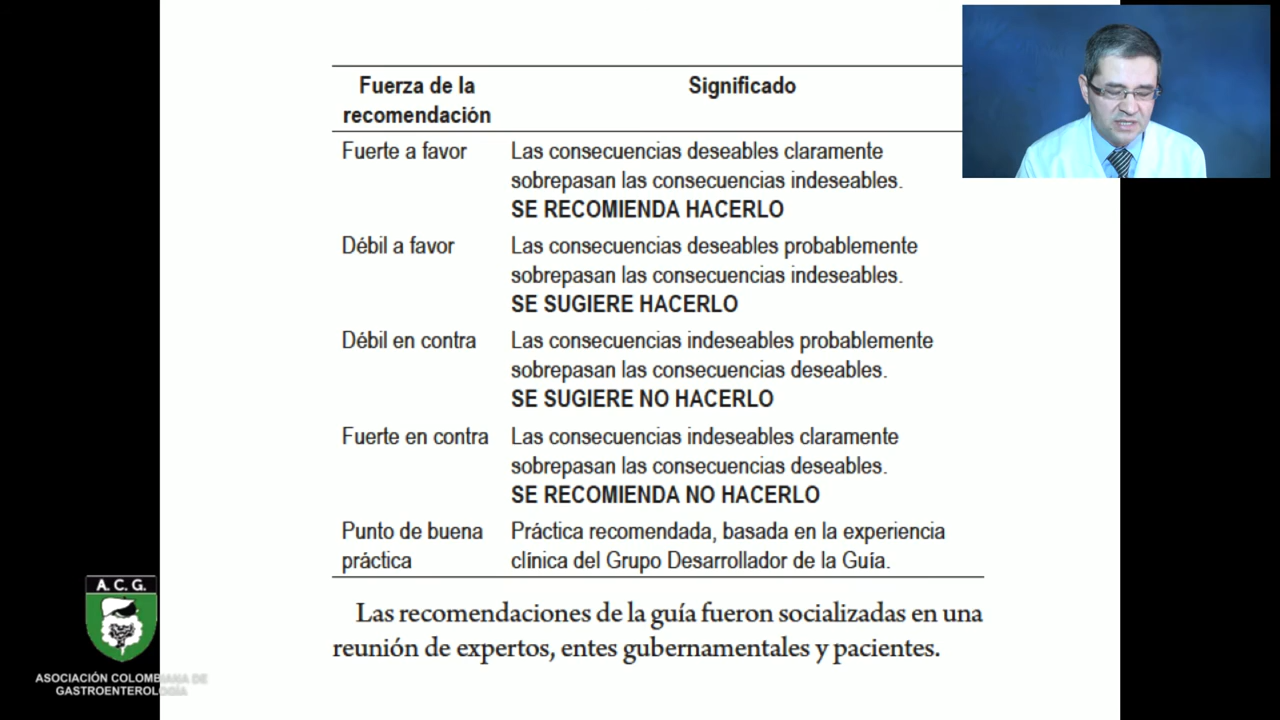 Fuerza de la
recomendación
Significado
Fuerte a favor
Las consecuencias deseables claramente
sobrepasan las consecuencias indeseables.
SE RECOMIENDA HACERLO
Débil a favor
Las consecuencias deseables probablemente
sobrepasan las consecuencias indeseables.
SE SUGIERE HACERLO
Débil en contra
Las consecuencias indeseables probablemente
sobrepasan las consecuencias deseables.
SE SUGIERE NO HACERLO
Fuerte en contra
Las consecuencias indeseables claramente
sobrepasan las consecuencias deseables.
SE RECOMIENDA NO HACERLO
Punto de buena
práctica
Práctica recomendada, basada en la experiencia
clínica del Grupo Desarrollador de la Guía.
Las recomendaciones de la guía fueron socializadas en una
reunión de expertos, entes gubernamentales y pacientes.
A. C. G.
ASOCIACIÓN COLOMBIANA DE
GASTROENTEROLOGÍA